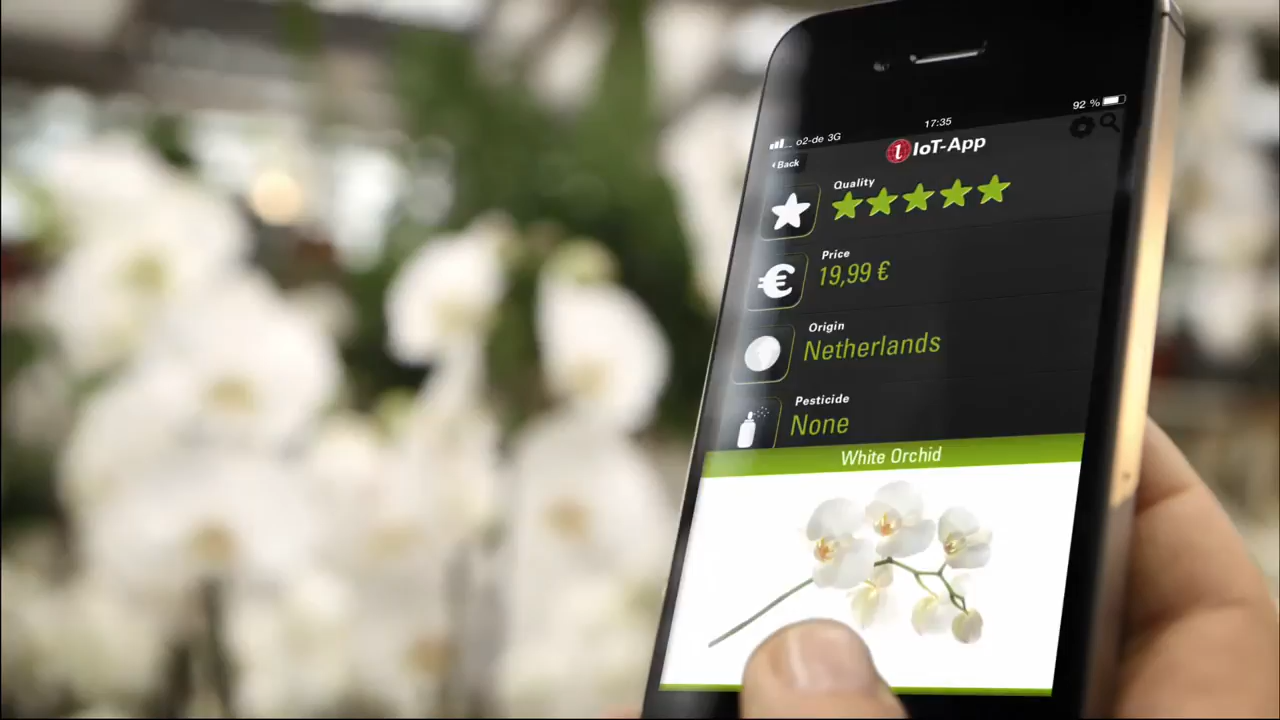 o2-de 3G
17:35
92 %
Back
IoT-App
Quality
Price
19,99 €
Origin
Netherlands
Pesticide
None
White Orchid